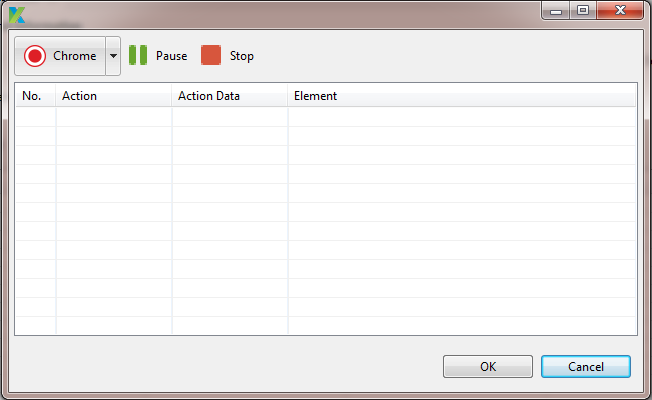 Chrome Pause Stop
No. Action Action Data Element
OK Cancel